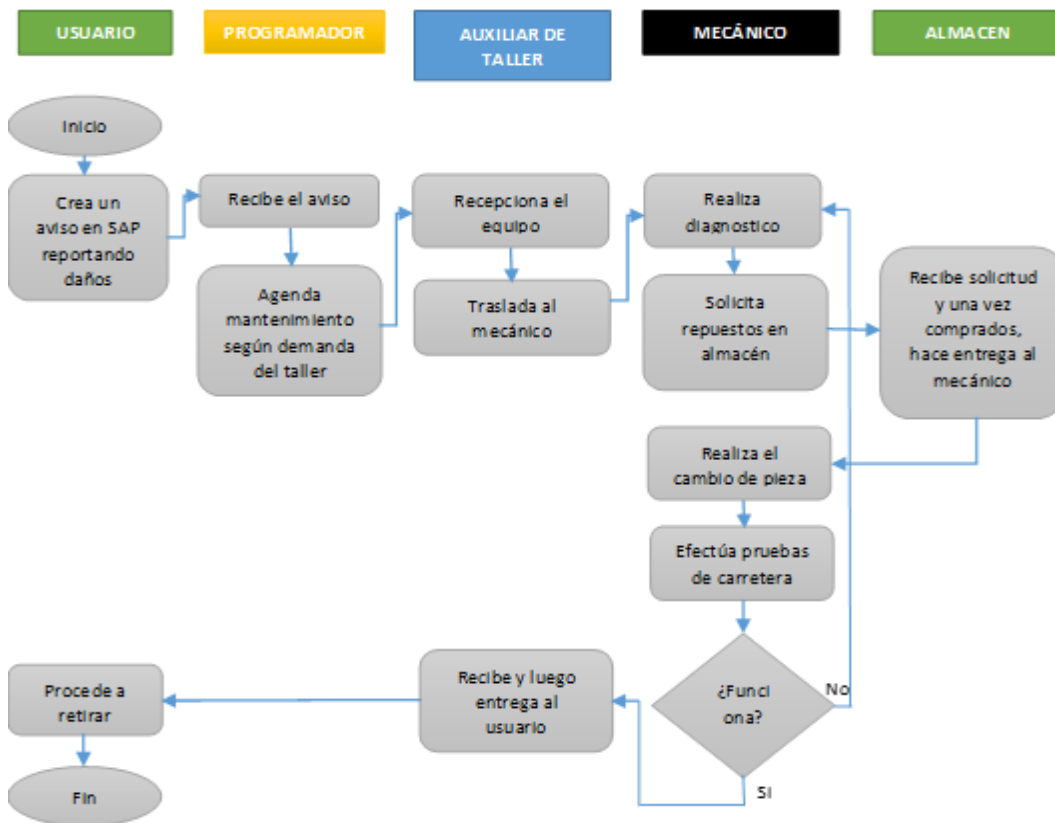 USUARIO
PROGRAMADOR
AUXILIAR DE
TALLER
MECÁNICO
ALMACEN
Inicio
Crea un
aviso en SAP
reportando
daños
Recibe el aviso
Agenda
mantenimiento
según demanda
del taller
Recepciona el
equipo
Traslada al
mecánico
Realiza
diagnostico
Solicita
repuestos en
almacén
Recibe solicitud
y una vez
comprados,
hace entrega al
mecánico
Realiza el
cambio de pieza
Efectúa pruebas
de carretera
¿Funci
ona?
No
Si
Recibe y luego
entrega al
usuario
Procede a
retirar
Fin